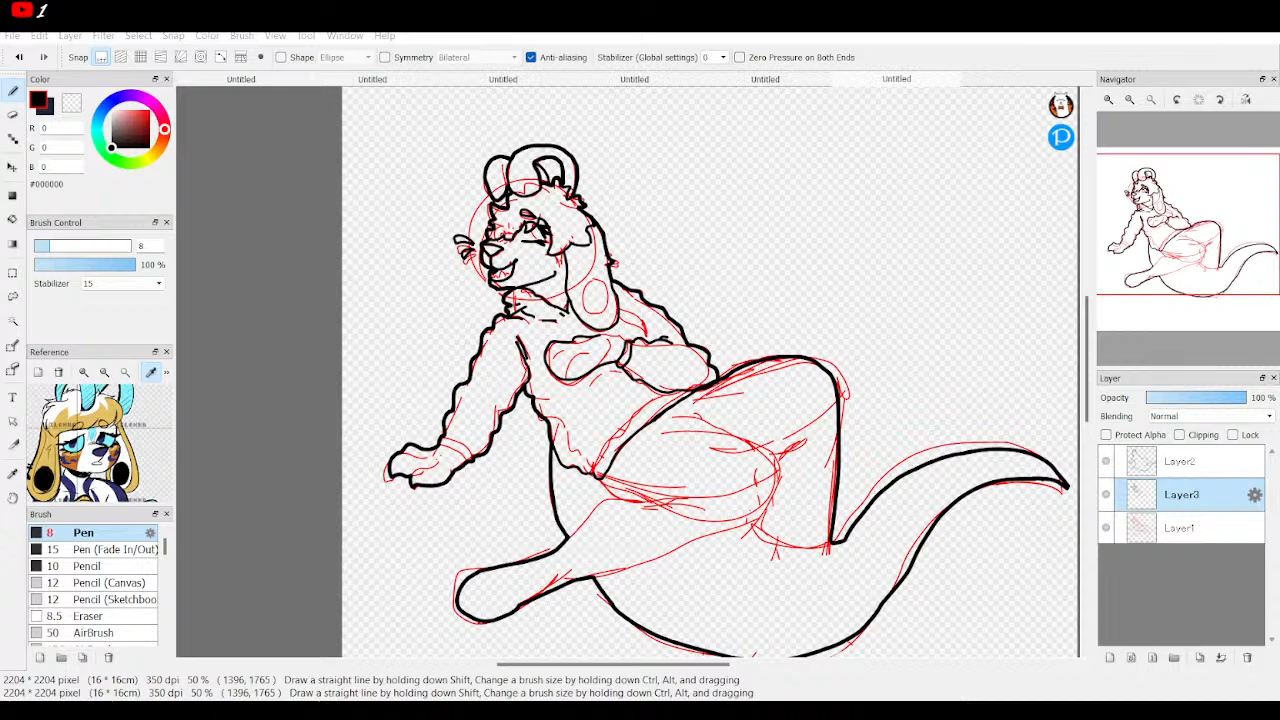 1
File Edit Layer Filter Select Snap Color Brush View Tool Window Help
Snap Shape Ellipse Symmetry Bilateral Anti-aliasing Stabilizer (Global settings) 0 Zero Pressure on Both Ends
Color Untitled Untitled Untitled Untitled Untitled Untitled Navigator
R 0
G 0
B 0
#000000
Brush Control
8
100 %
Stabilizer 15
Reference
Brush
8 Pen
15 Pen (Fade In/Out)
10 Pencil
12 Pencil (Canvas)
12 Pencil (Sketchboo
8.5 Eraser
50 AirBrush
Layer
Opacity 100 %
Blending Normal
Protect Alpha Clipping Lock
Layer2
Layer3
Layer1
2204 * 2204 pixel (16 * 16cm) 350 dpi 50 % ( 1396, 1765) Draw a straight line by holding down Shift, Change a brush size by holding down Ctrl, Alt, and dragging
2204 * 2204 pixel (16 * 16cm) 350 dpi 50 % ( 1396, 1765) Draw a straight line by holding down Shift, Change a brush size by holding down Ctrl, Alt, and dragging